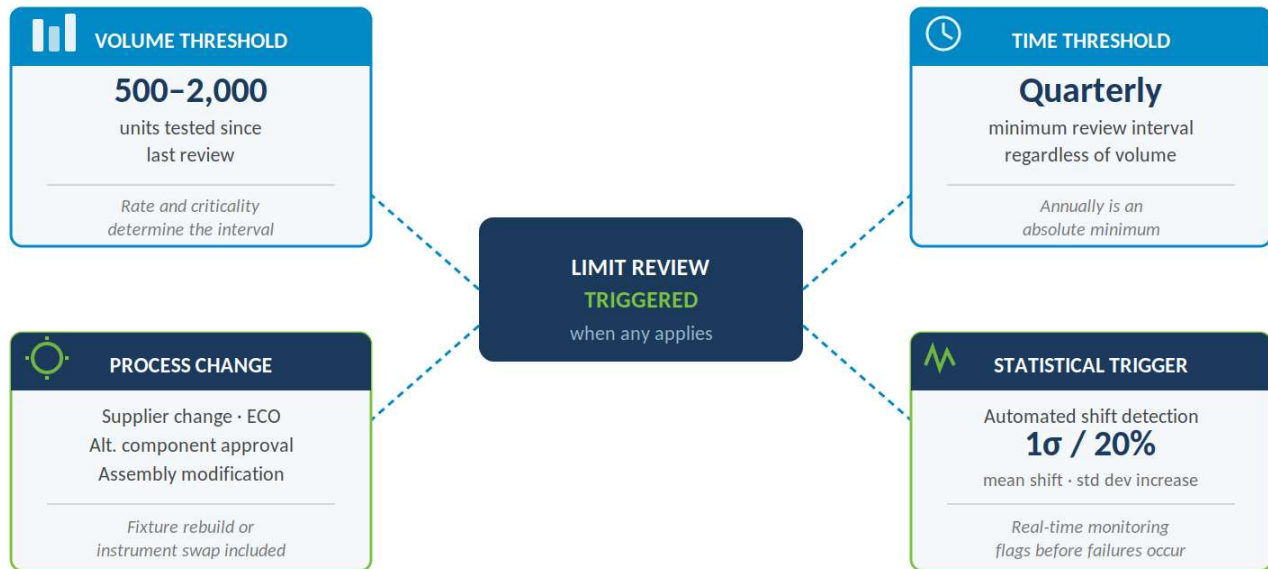 VOLUME THRESHOLD
500–2,000
units tested since
last review
Rate and criticality
determine the interval
TIME THRESHOLD
Quarterly
minimum review interval
regardless of volume
Annually is an
absolute minimum
LIMIT REVIEW
TRIGGERED
when any applies
PROCESS CHANGE
Supplier change · ECO
Alt. component approval
Assembly modification
Fixture rebuild or
instrument swap included
STATISTICAL TRIGGER
Automated shift detection
1σ / 20%
mean shift · std dev increase
Real-time monitoring
flags before failures occur